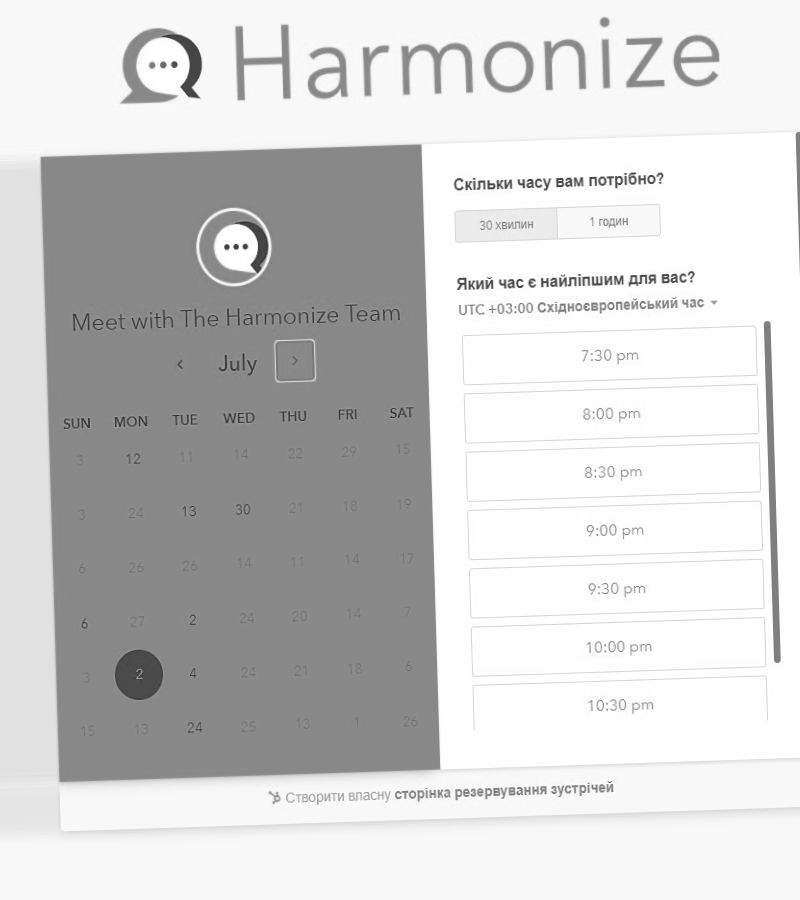 Harmonize
Meet with The Harmonize Team
July
SUN MON TUE WED THU FRI SAT
3 12 11 14 22 29 15
3 24 13 30 21 18 19
6 26 26 14 11 14 17
6 27 2 24 20 14 7
3 2 4 24 21 18 6
15 13 24 25 13 1 26
Скільки часу вам потрібно?
30 хвилин 1 годин
Який час є найліпшим для вас?
UTC +03:00 Східноєвропейський час
7:30 pm
8:00 pm
8:30 pm
9:00 pm
9:30 pm
10:00 pm
10:30 pm
Створити власну сторінка резервування зустрічей